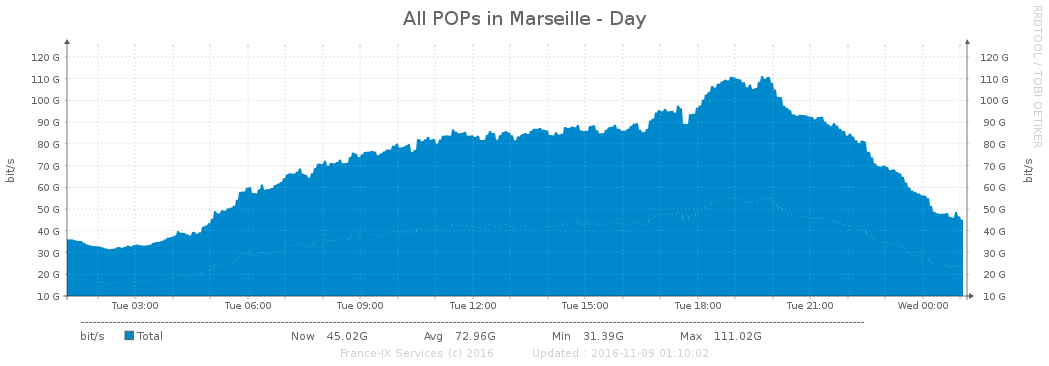 All POPs in Marseille - Day
RRDTOOL / TOBI OETIKER
bit/s
120 G
110 G
100 G
90 G
80 G
70 G
60 G
50 G
40 G
30 G
20 G
10 G
120 G
110 G
100 G
90 G
80 G
70 G
60 G
50 G
40 G
30 G
20 G
10 G
bit/s
Tue 03:00 Tue 06:00 Tue 09:00 Tue 12:00 Tue 15:00 Tue 18:00 Tue 21:00 Wed 00:00
bit/s Total Now 45.02G Avg 72.96G Min 31.39G Max 111.02G
France-IX Services (c) 2016 Updated : 2016-11-09 01:10:02